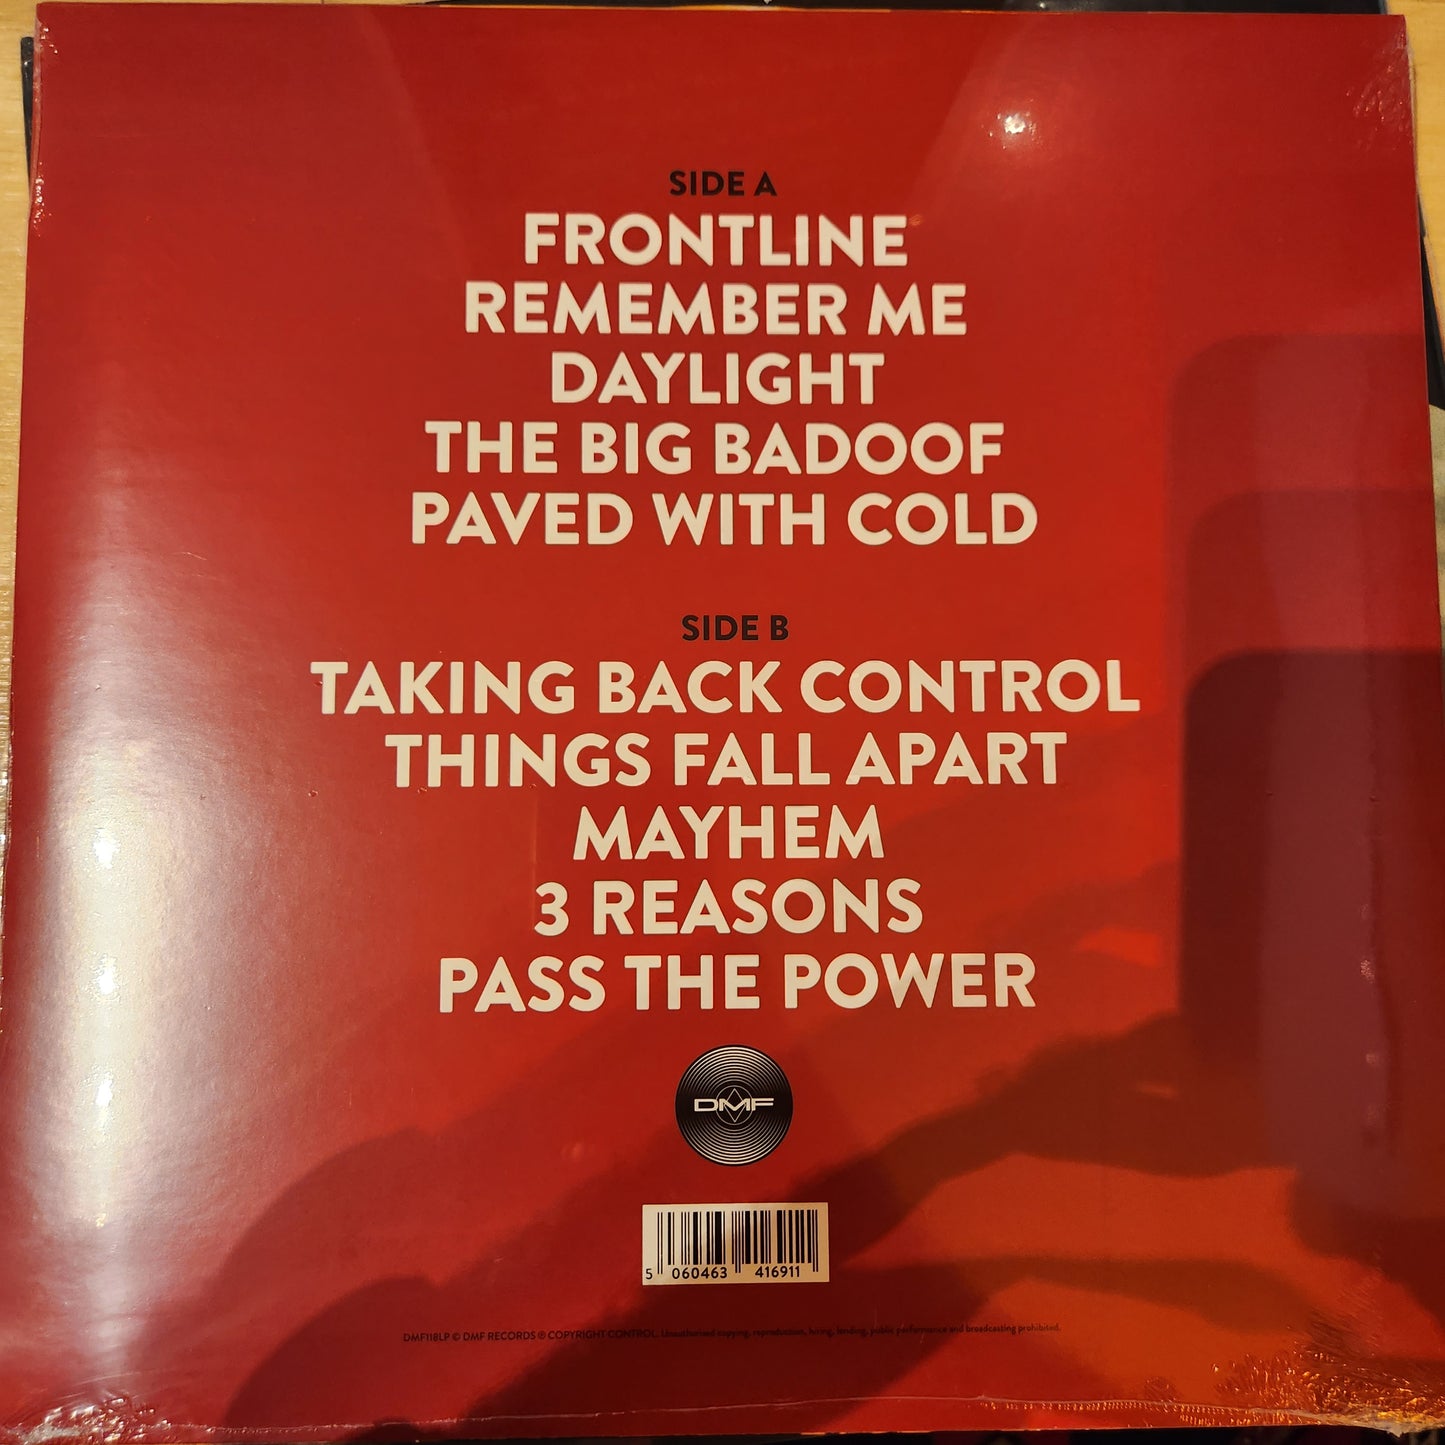 SIDE A
FRONTLINE
REMEMBER ME
DAYLIGHT
THE BIG BADOOF
PAVED WITH COLD
SIDE B
TAKING BACK CONTROL
THINGS FALL APART
MAYHEM
3 REASONS
PASS THE POWER
DMF
5 060463 416911
DMF118LP © DMF RECORDS ℗ COPYRIGHT CONTROL. Unauthorised copying, reproduction, hiring, lending, public performance and broadcasting prohibited.